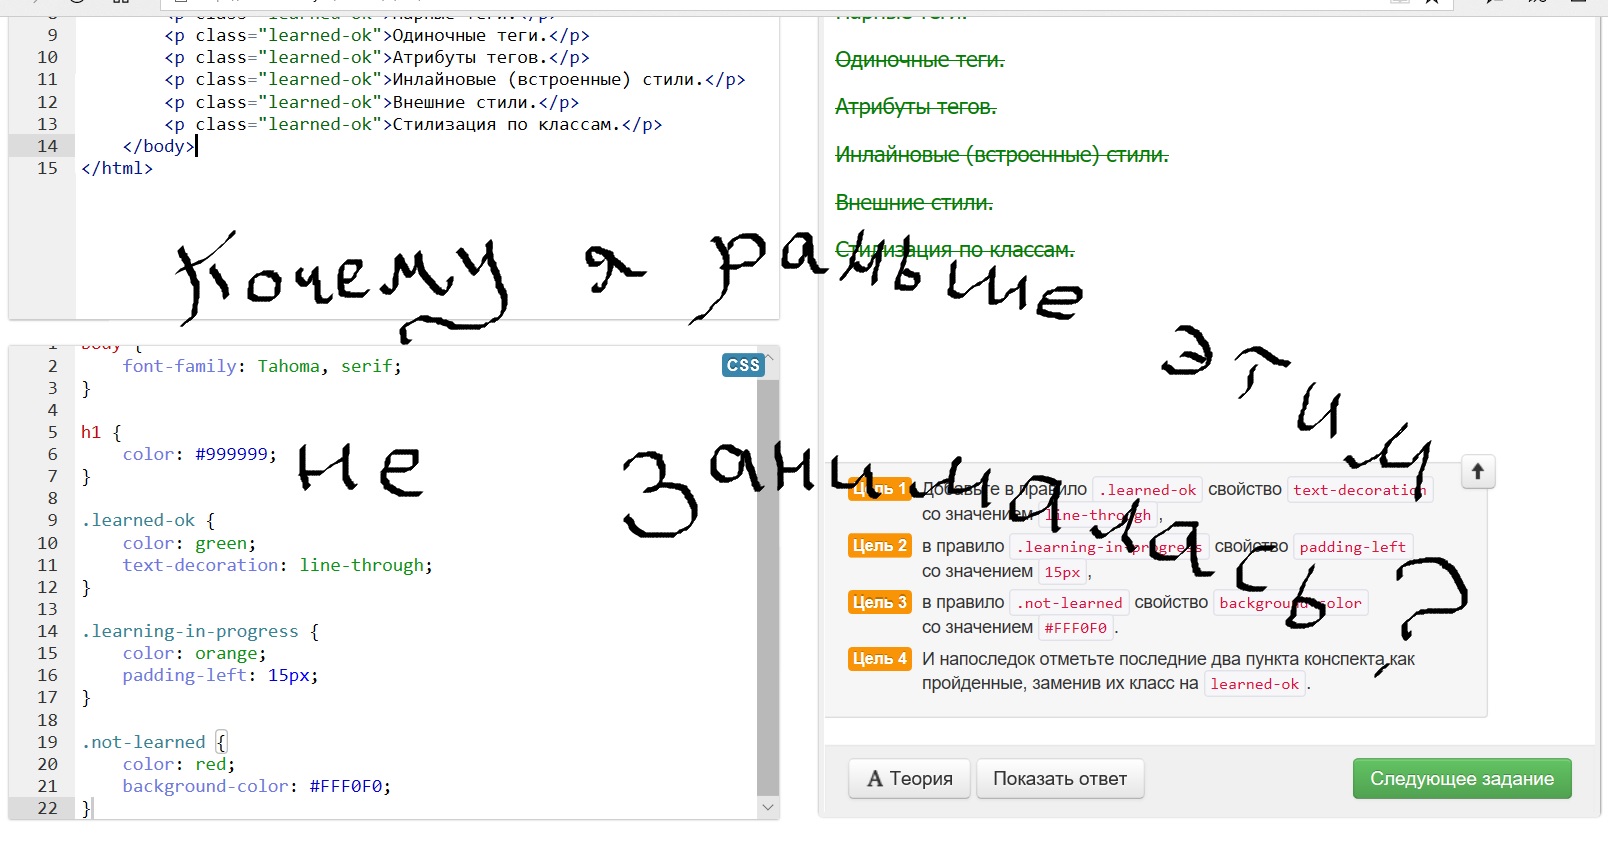 9 <p class="learned-ok">Одиночные теги.</p>
10 <p class="learned-ok">Атрибуты тегов.</p>
11 <p class="learned-ok">Инлайновые (встроенные) стили.</p>
12 <p class="learned-ok">Внешние стили.</p>
13 <p class="learned-ok">Стилизация по классам.</p>
14 </body>
15 </html>
Одиночные теги.
Атрибуты тегов.
Инлайновые (встроенные) стили.
Внешние стили.
Стилизация по классам.
Почему я раньше этим
не занималась?
CSS
2 font-family: Tahoma, serif;
3 }
4
5 h1 {
6 color: #999999;
7 }
8
9 .learned-ok {
10 color: green;
11 text-decoration: line-through;
12 }
13
14 .learning-in-progress {
15 color: orange;
16 padding-left: 15px;
17 }
18
19 .not-learned {
20 color: red;
21 background-color: #FFF0F0;
22 }
Цель 1 Добавьте в правило .learned-ok свойство text-decoration
со значением line-through ,
Цель 2 в правило .learning-in-progress свойство padding-left
со значением 15px ,
Цель 3 в правило .not-learned свойство background-color
со значением #FFF0F0 .
Цель 4 И напоследок отметьте последние два пункта конспекта как
пройденные, заменив их класс на learned-ok .
A Теория
Показать ответ
Следующее задание